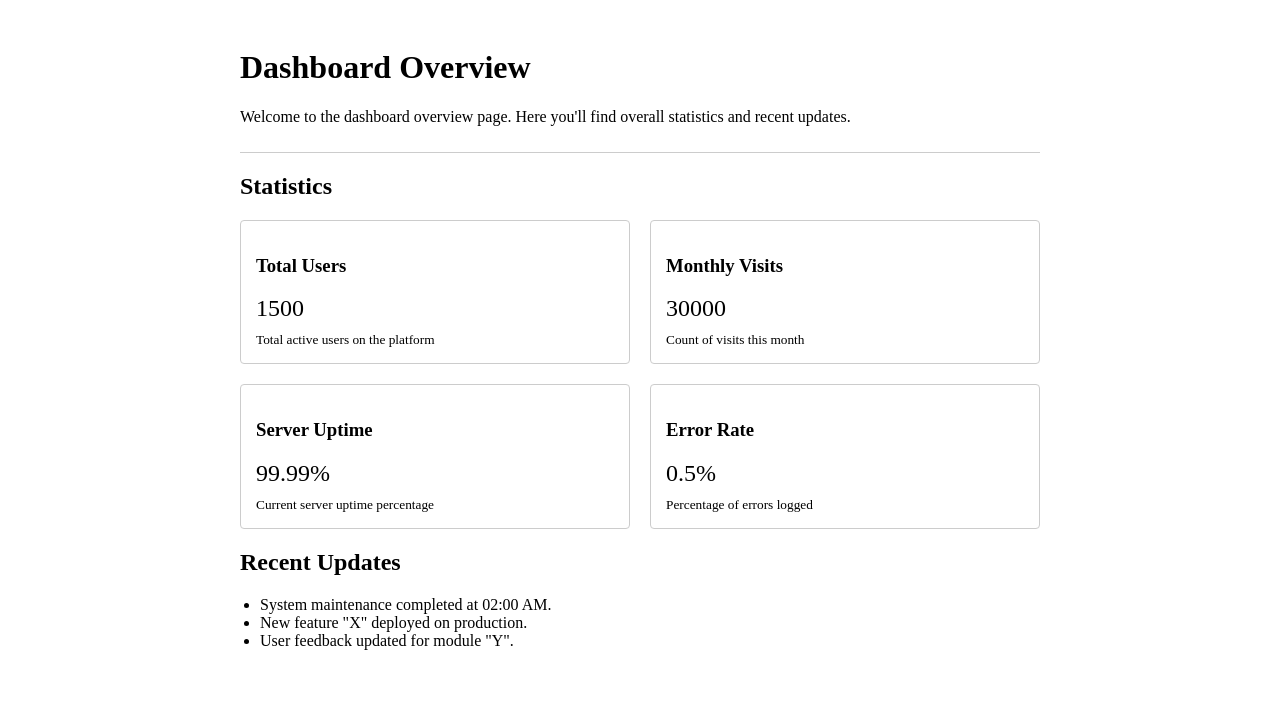 Dashboard Overview
Welcome to the dashboard overview page. Here you'll find overall statistics and recent updates.
Statistics
Total Users
1500
Total active users on the platform
Monthly Visits
30000
Count of visits this month
Server Uptime
99.99%
Current server uptime percentage
Error Rate
0.5%
Percentage of errors logged
Recent Updates
System maintenance completed at 02:00 AM.
New feature "X" deployed on production.
User feedback updated for module "Y".